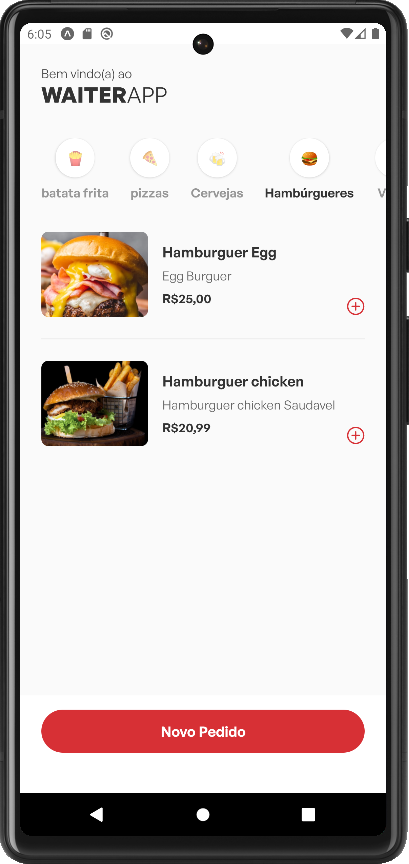 6:05
Bem vindo(a) ao
WAITERAPP
batata frita pizzas Cervejas Hambúrgueres V
Hamburguer Egg
Egg Burguer
R$25,00
Hamburguer chicken
Hamburguer chicken Saudavel
R$20,99
Novo Pedido